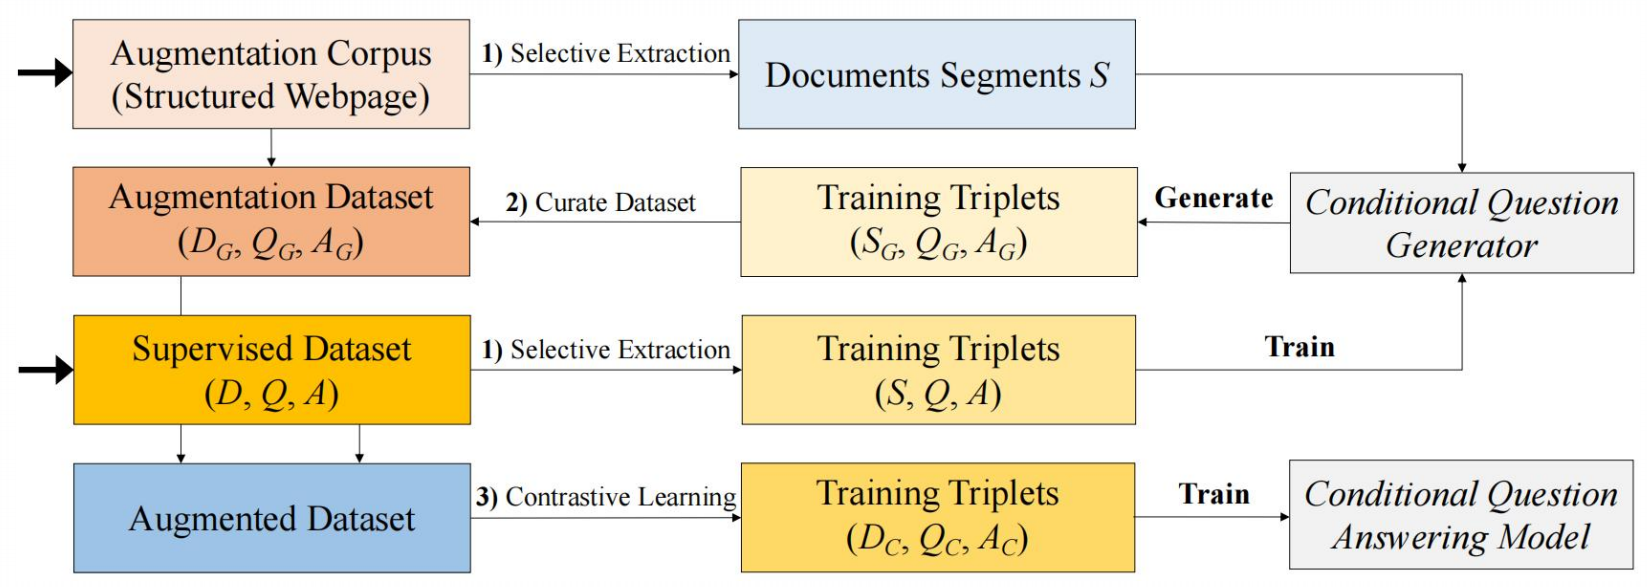 Augmentation Corpus
(Structured Webpage)
1) Selective Extraction
Documents Segments S
Augmentation Dataset
(D_G, Q_G, A_G)
2) Curate Dataset
Training Triplets
(S_G, Q_G, A_G)
Generate
Conditional Question
Generator
Supervised Dataset
(D, Q, A)
1) Selective Extraction
Training Triplets
(S, Q, A)
Train
Augmented Dataset
3) Contrastive Learning
Training Triplets
(D_C, Q_C, A_C)
Train
Conditional Question
Answering Model